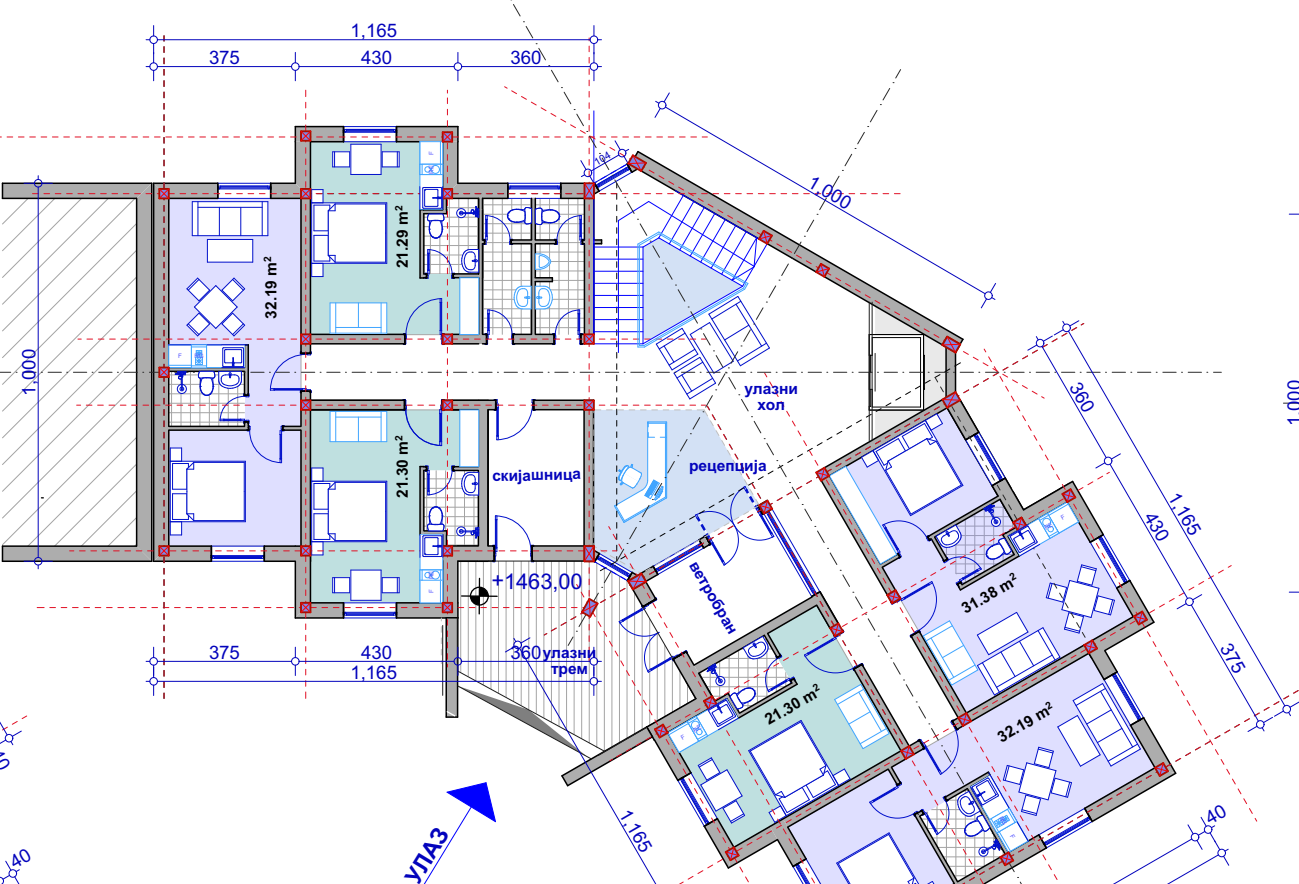 1,165
375
430
360
104
1,000
21.29 m²
32.19 m²
1,000
1,000
улазни
хол
360
рецепција
скијашница
21.30 m²
1,165
430
+1463,00
ветробран
31.38 m²
улазни
трем
375
430
360
1,165
375
21.30 m²
32.19 m²
1,165
40
УЛАЗ
40
F
F
F
F
F
F
F